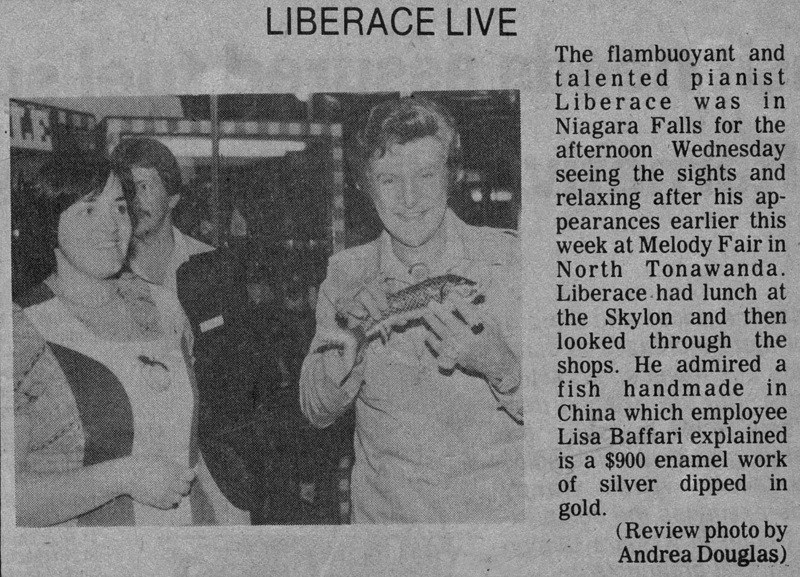 LIBERACE LIVE
LE
The flambuoyant and
talented pianist
Liberace was in
Niagara Falls for the
afternoon Wednesday
seeing the sights and
relaxing after his ap-
pearances earlier this
week at Melody Fair in
North Tonawanda.
Liberace had lunch at
the Skylon and then
looked through the
shops. He admired a
fish handmade in
China which employee
Lisa Baffari explained
is a $900 enamel work
of silver dipped in
gold.
(Review photo by
Andrea Douglas)